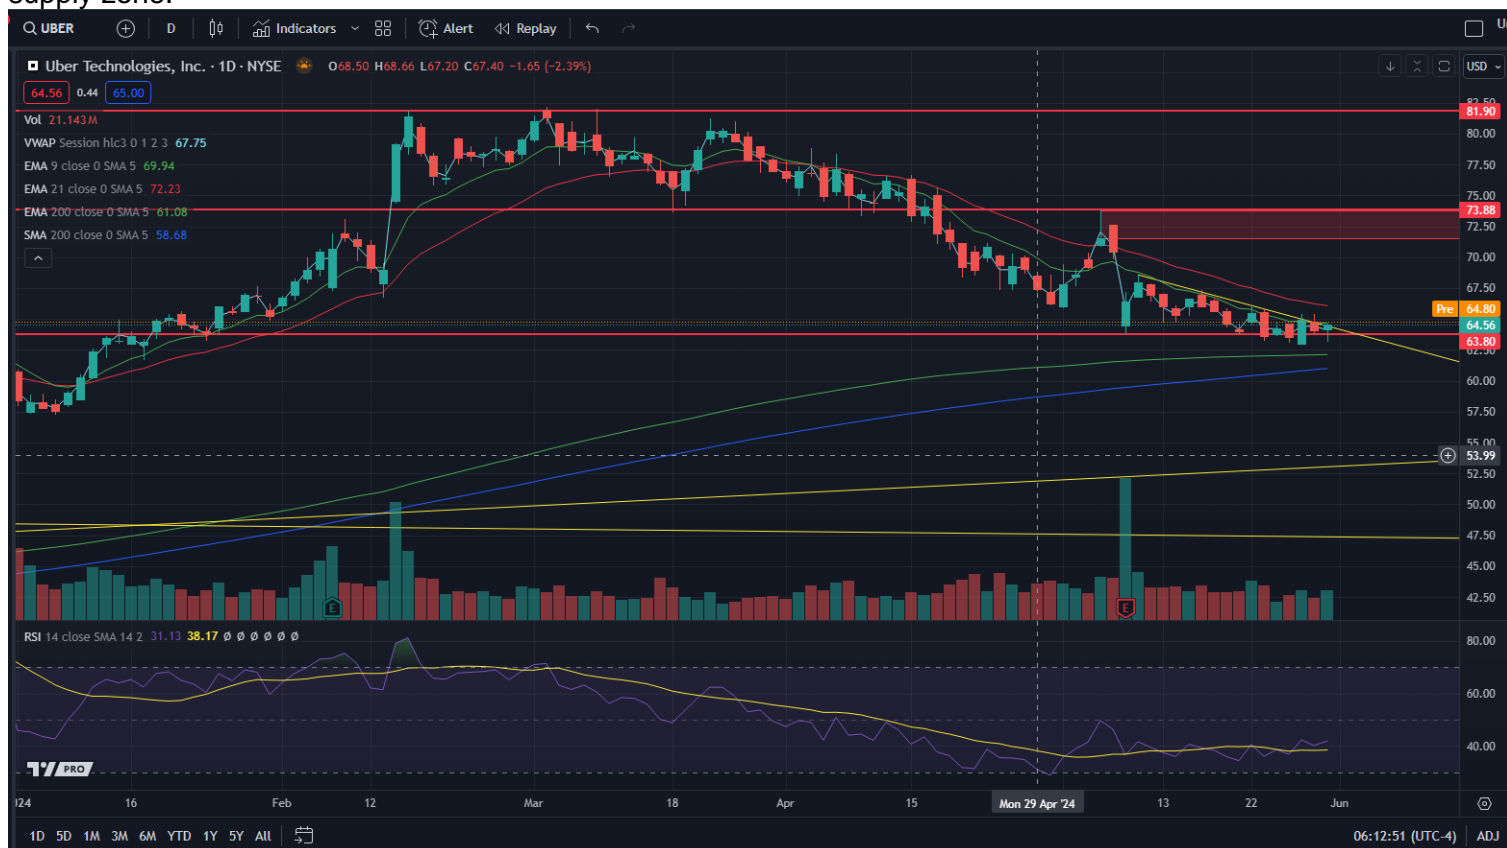 supply zone.
UBER D Indicators Alert Replay U
Uber Technologies, Inc. · 1D · NYSE O68.50 H68.66 L67.20 C67.40 −1.65 (−2.39%) USD
64.56 0.44 65.00
Vol 21.143M
VWAP Session hlc3 0 1 2 3 67.75
EMA 9 close 0 SMA 5 69.94
EMA 21 close 0 SMA 5 72.23
EMA 200 close 0 SMA 5 61.08
SMA 200 close 0 SMA 5 58.68
82.50
81.90
80.00
77.50
75.00
73.88
72.50
70.00
67.50
Pre 64.80
64.56
63.80
62.50
60.00
57.50
55.00
53.99
52.50
50.00
47.50
45.00
42.50
E E
RSI 14 close SMA 14 2 31.13 38.17 ø ø ø ø ø ø
80.00
60.00
40.00
PRO
024 16 Feb 12 Mar 18 Apr 15 Mon 29 Apr '24 13 22 Jun
1D 5D 1M 3M 6M YTD 1Y 5Y All 06:12:51 (UTC-4) ADJ